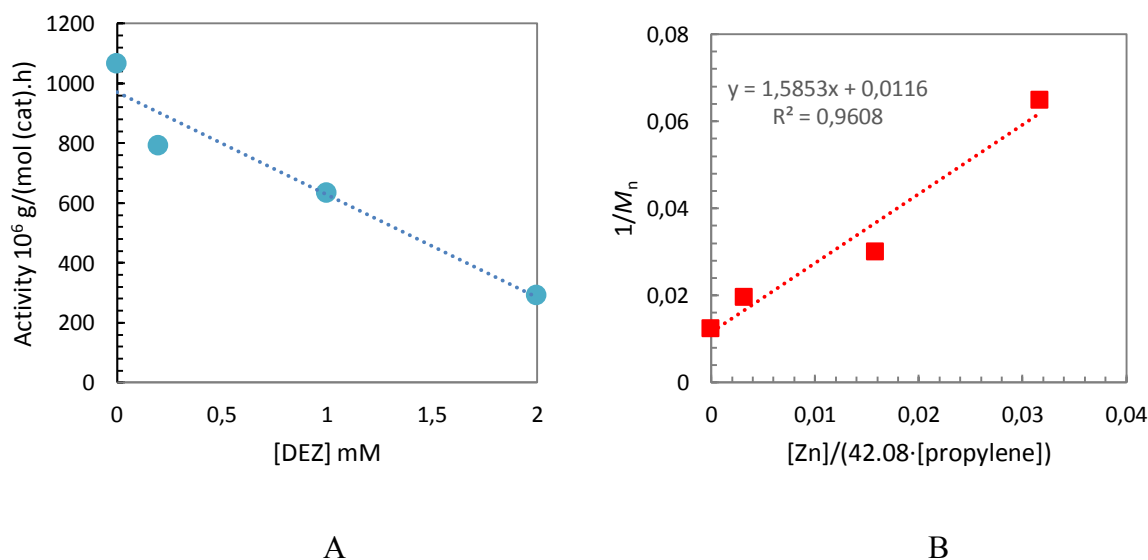 1200
1000
800
600
400
200
0
0
0,5
1
1,5
2
Activity 10⁶ g/(mol (cat).h)
[DEZ] mM
A
0,08
0,06
0,04
0,02
0
0
0,01
0,02
0,03
0,04
1/Mₙ
y = 1,5853x + 0,0116
R² = 0,9608
[Zn]/(42.08·[propylene])
B